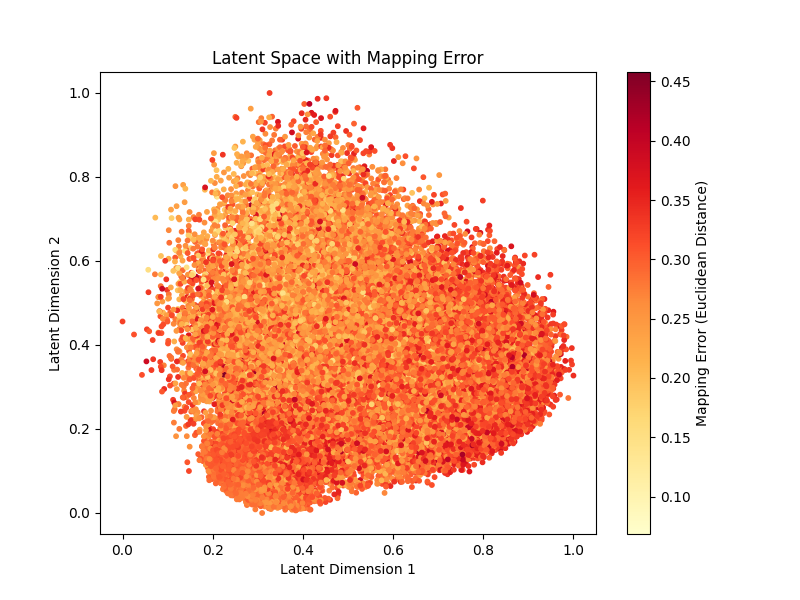 Latent Space with Mapping Error
Latent Dimension 2
1.0
0.8
0.6
0.4
0.2
0.0
0.0 0.2 0.4 0.6 0.8 1.0
Latent Dimension 1
0.45
0.40
0.35
0.30
0.25
0.20
0.15
0.10
Mapping Error (Euclidean Distance)